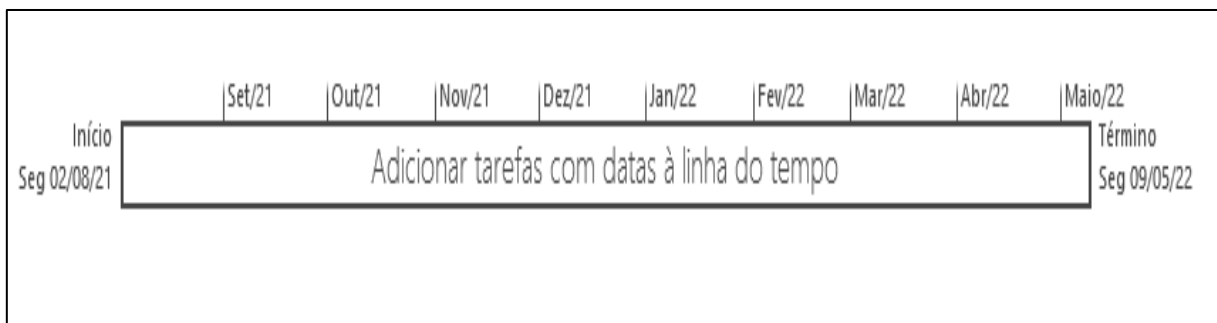 Set/21 Out/21 Nov/21 Dez/21 Jan/22 Fev/22 Mar/22 Abr/22 Maio/22
Início
Seg 02/08/21
Adicionar tarefas com datas à linha do tempo
Término
Seg 09/05/22